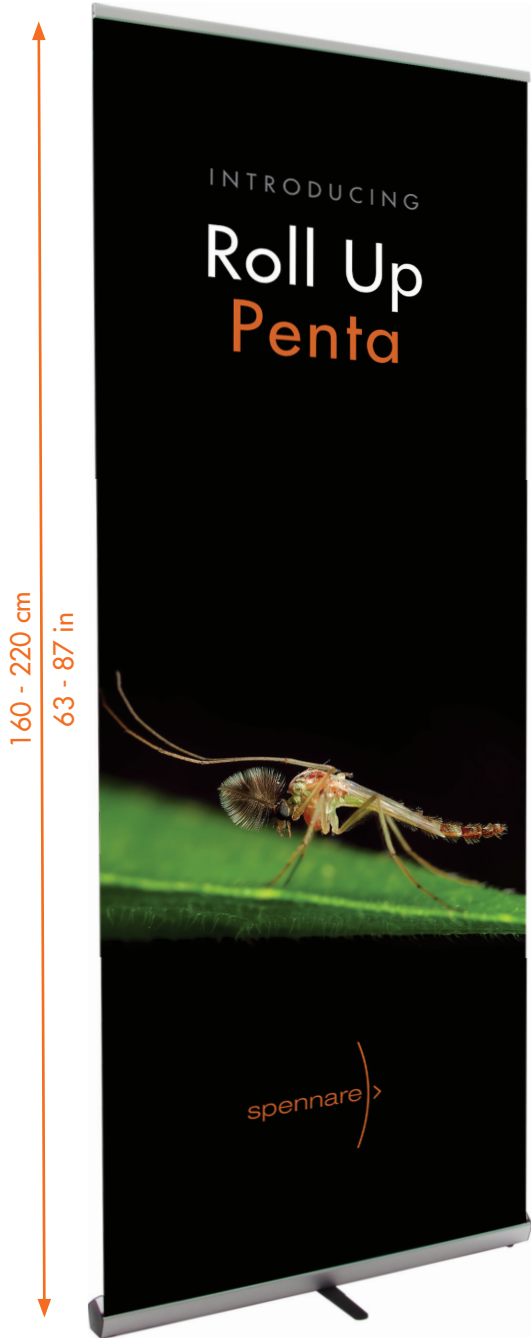 INTRODUCING
Roll Up
Penta
160 - 220 cm
63 - 87 in
spennare